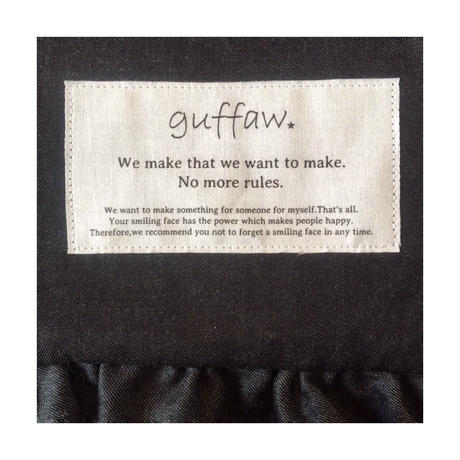 guffaw.★
We make that we want to make.
No more rules.
We want to make something for someone for myself.That's all.
Your smiling face has the power which makes people happy.
Therefore,we recommend you not to forget a smiling face in any time.